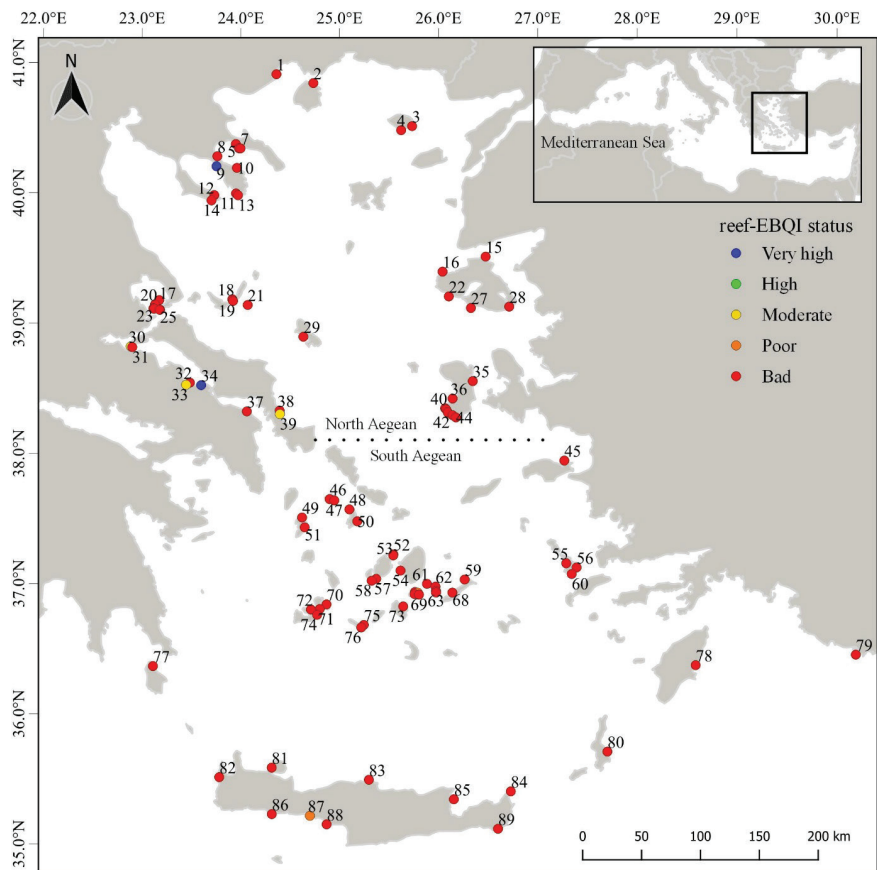 22.0°E 23.0°E 24.0°E 25.0°E 26.0°E 27.0°E 28.0°E 29.0°E 30.0°E
N
41.0°N
40.0°N
39.0°N
38.0°N
37.0°N
36.0°N
35.0°N
Mediterranean Sea
reef-EBQI status
Very high
High
Moderate
Poor
Bad
1
2
4 3
8 7
5
9 10
12
14 11 13
15
16
20 17
18
21
19
23 25
22 27 28
29
30
31
32 34
33
35
36
40
42 44
37 38
39
North Aegean
South Aegean
45
46
47 48
49
50
51
53 52
54
55 56
60
58 57
61 62 59
63 68
69
73
72 70
71
74
75
76
77
78
79
80
81
82
83
84
85
86 87 88
89
0 50 100 150 200 km